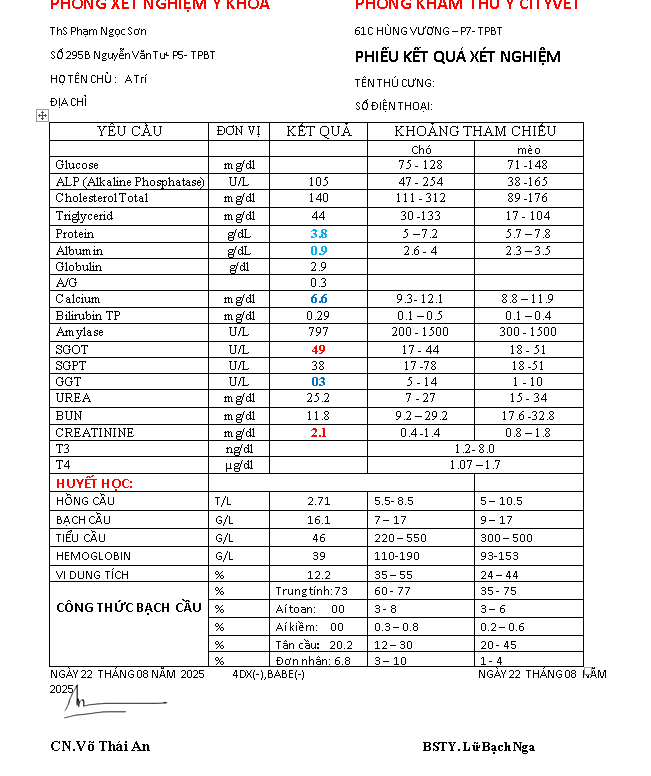 PHÒNG XÉT NGHIỆM Y KHOA PHÒNG KHÁM THÚ Y CITYVET
ThS Phạm Ngọc Sơn 61C HÙNG VƯƠNG – P7- TPBT
SỐ 295B Nguyễn Văn Tư- P5- TPBT PHIẾU KẾT QUẢ XÉT NGHIỆM
HỌ TÊN CHỦ : A Trí TÊN THÚ CƯNG:
ĐỊA CHỈ SỐ ĐIỆN THOẠI:
YÊU CẦU ĐƠN VỊ KẾT QUẢ KHOẢNG THAM CHIẾU
Chó mèo
Glucose mg/dl 75 - 128 71 -148
ALP (Alkaline Phosphatase) U/L 105 47 - 254 38 -165
Cholesterol Total mg/dl 140 111 - 312 89 -176
Triglycerid mg/dl 44 30 -133 17 - 104
Protein g/dL 3.8 5 – 7.2 5.7 – 7.8
Albumin g/dL 0.9 2.6 - 4 2.3 – 3.5
Globulin g/dl 2.9
A/G 0.3
Calcium mg/dl 6.6 9.3- 12.1 8.8 – 11.9
Bilirubin TP mg/dl 0.29 0.1 – 0.5 0.1 – 0.4
Amylase U/L 797 200 - 1500 300 - 1500
SGOT U/L 49 17 - 44 18 - 51
SGPT U/L 38 17 -78 18 -51
GGT U/L 03 5 - 14 1 - 10
UREA mg/dl 25.2 7 - 27 15 - 34
BUN mg/dl 11.8 9.2 – 29.2 17.6 -32.8
CREATININE mg/dl 2.1 0.4 -1.4 0.8 – 1.8
T3 ng/dl 1.2- 8.0
T4 µg/dl 1.07 – 1.7
HUYẾT HỌC:
HỒNG CẦU T/L 2.71 5.5- 8.5 5 – 10.5
BẠCH CẦU G/L 16.1 7 – 17 9 – 17
TIỂU CẦU G/L 46 220 – 550 300 – 500
HEMOGLOBIN G/L 39 110-190 93-153
VI DUNG TÍCH % 12.2 35 – 55 24 – 44
CÔNG THỨC BẠCH CẦU % Trung tính: 73 60 - 77 35 - 75
% Ái toan: 00 3 - 8 3 – 6
% Ái kiềm: 00 0.3 – 0.8 0.2 – 0.6
% Tân cầu: 20.2 12 – 30 20 - 45
% Đơn nhân: 6.8 3 – 10 1- 4
NGÀY 22 THÁNG 08 NĂM 2025 4DX(-),BABE(-) NGÀY 22 THÁNG 08 NĂM
2025
CN.Võ Thái An BSTY. Lữ Bạch Nga